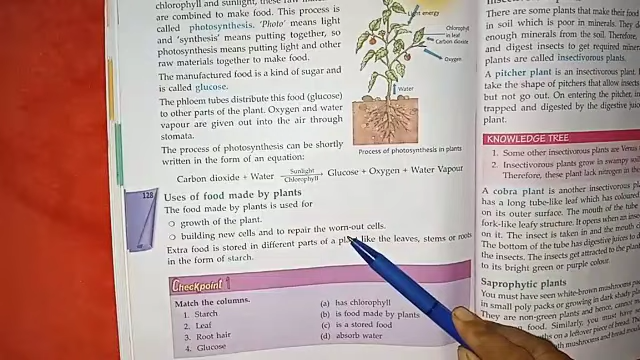 chlorophyll and sunlight, these raw
are combined to make food. This process is
called photosynthesis. 'Photo' means light
and 'synthesis' means putting together, so
photosynthesis means putting light and other
raw materials together to make food.
The manufactured food is a kind of sugar and
is called glucose.
The phloem tubes distribute this food (glucose)
to other parts of the plant. Oxygen and water
vapour are given out into the air through
stomata.
The process of photosynthesis can be shortly
written in the form of an equation:
Carbon dioxide + Water Sunlight Chlorophyll Glucose + Oxygen + Water Vapour
128
Uses of food made by plants
The food made by plants is used for
growth of the plant.
building new cells and to repair the worn-out cells.
Extra food is stored in different parts of a plant like the leaves, stems or roots
in the form of starch.
Checkpoint
Match the columns.
1. Starch (a) has chlorophyll
2. Leaf (b) is food made by plants
3. Root hair (c) is a stored food
4. Glucose (d) absorb water
Light energy
Chlorophyll
in leaf
Carbon dioxide
Oxygen
Water
Process of photosynthesis in plants
There are some plants that make their food
in soil which is poor in minerals. They do
enough minerals from the soil. Therefore,
and digest insects to get required miner
plants are called insectivorous plants.
A pitcher plant is an insectivorous plant.
take the shape of pitchers that allow insects
but not go out. On entering the pitcher, in
trapped and digested by the digestive juic
plant.
KNOWLEDGE TREE
1. Some other insectivorous plants are Venus
2. Insectivorous plants grow in swampy so
Therefore, these plant lack nitrogen in
A cobra plant is another insectivorous p
has a long tube-like leaf which has coloured
on its outer surface. The mouth of the tube
fork-like leafy structure. It opens when an
on it. The insect is taken in and the mouth
The bottom of the tube has digestive juices to d
the insects. The insects get attracted to the plant
to its bright green or purple colour.
Saprophytic plants
You must have seen white-brown mushrooms pac
in small poly packs or growing in dark shady pla
They are non-green plants and hence, cannot
food. Similarly, you must have s
on a leftover piece of bread. The
mushrooms and bread m